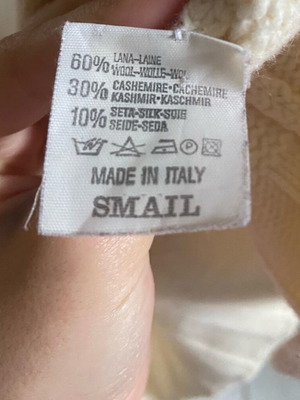 60% LANA-LAINE
WOOL-WOLLE-WOL
30% CASHEMIRE-CACHEMIRE
KASHMIR-KASCHMIR
10% SETA-SILK-SOIE
SEIDE-SEDA
MADE IN ITALY
SMAIL